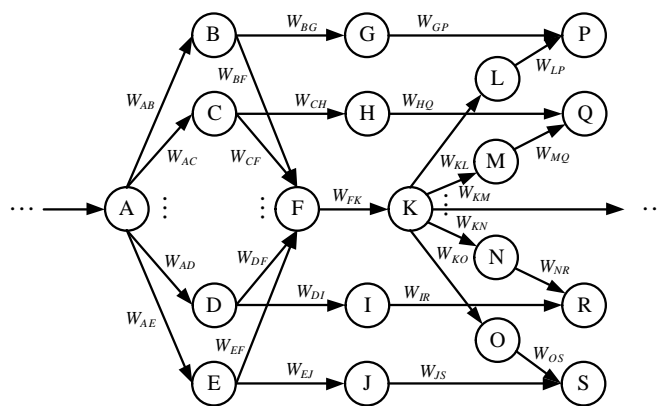 B W_BG G W_GP P
W_BF L W_LP
W_AB C W_CH H W_HQ Q
W_AC W_CF W_KL M W_MQ
W_KM
… A ⋮ ⋮ F W_FK K ⋮ ..
W_KN
W_AD W_DF W_KO N W_NR
D W_DI I W_IR R
W_AE W_EF O W_OS
E W_EJ J W_JS S